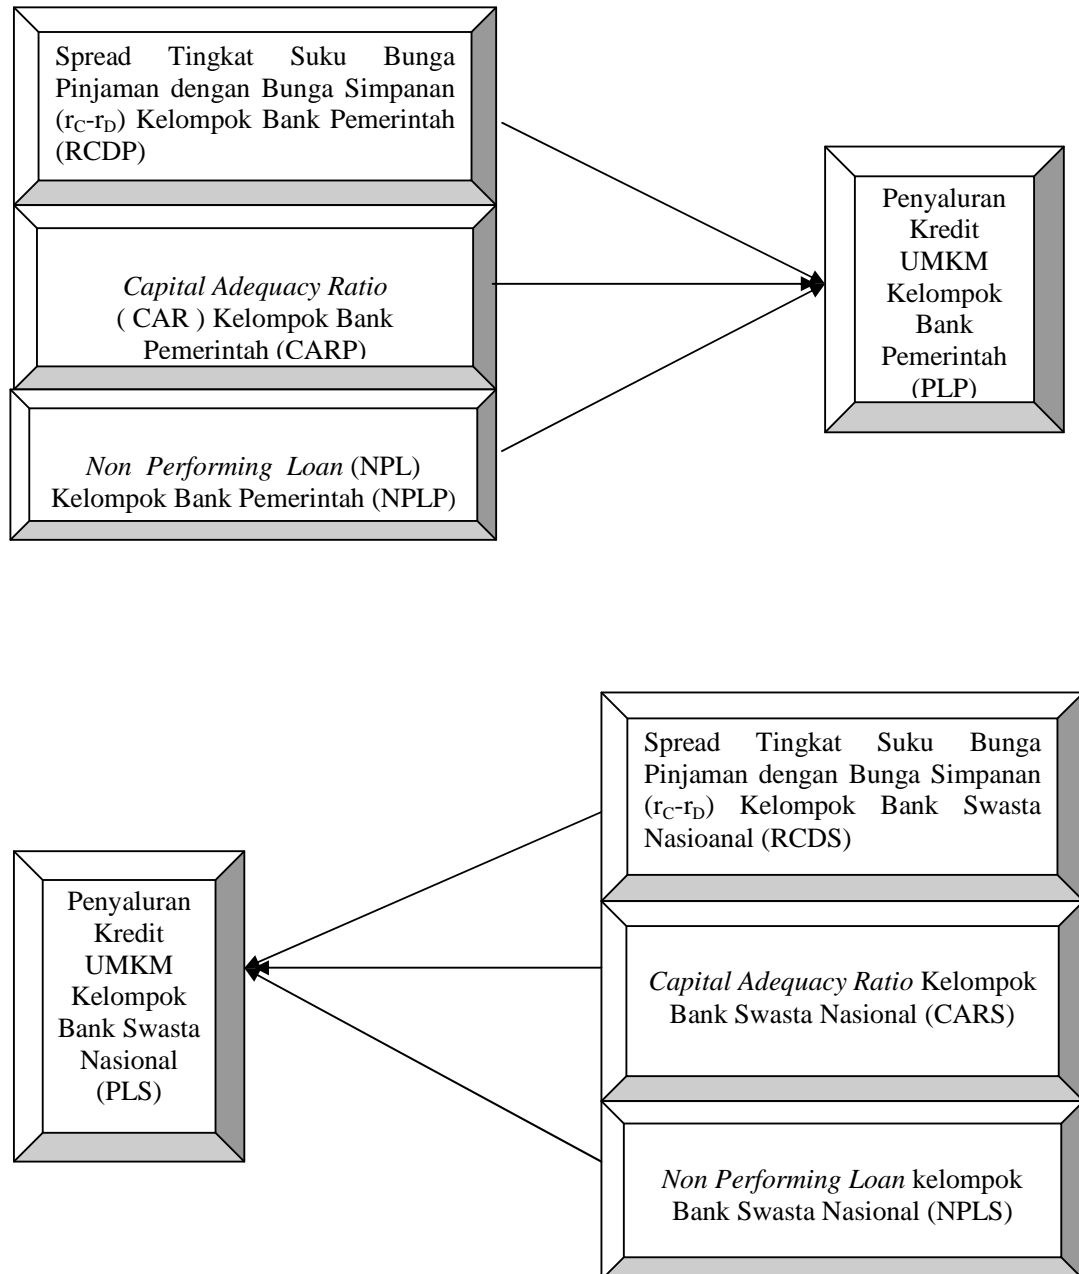 Spread Tingkat Suku Bunga
Pinjaman dengan Bunga Simpanan
(rC-rD) Kelompok Bank Pemerintah
(RCDP)
Capital Adequacy Ratio
( CAR ) Kelompok Bank
Pemerintah (CARP)
Non Performing Loan (NPL)
Kelompok Bank Pemerintah (NPLP)
Penyaluran
Kredit
UMKM
Kelompok
Bank
Pemerintah
(PLP)
Spread Tingkat Suku Bunga
Pinjaman dengan Bunga Simpanan
(rC-rD) Kelompok Bank Swasta
Nasioanal (RCDS)
Capital Adequacy Ratio Kelompok
Bank Swasta Nasional (CARS)
Non Performing Loan kelompok
Bank Swasta Nasional (NPLS)
Penyaluran
Kredit
UMKM
Kelompok
Bank Swasta
Nasional
(PLS)